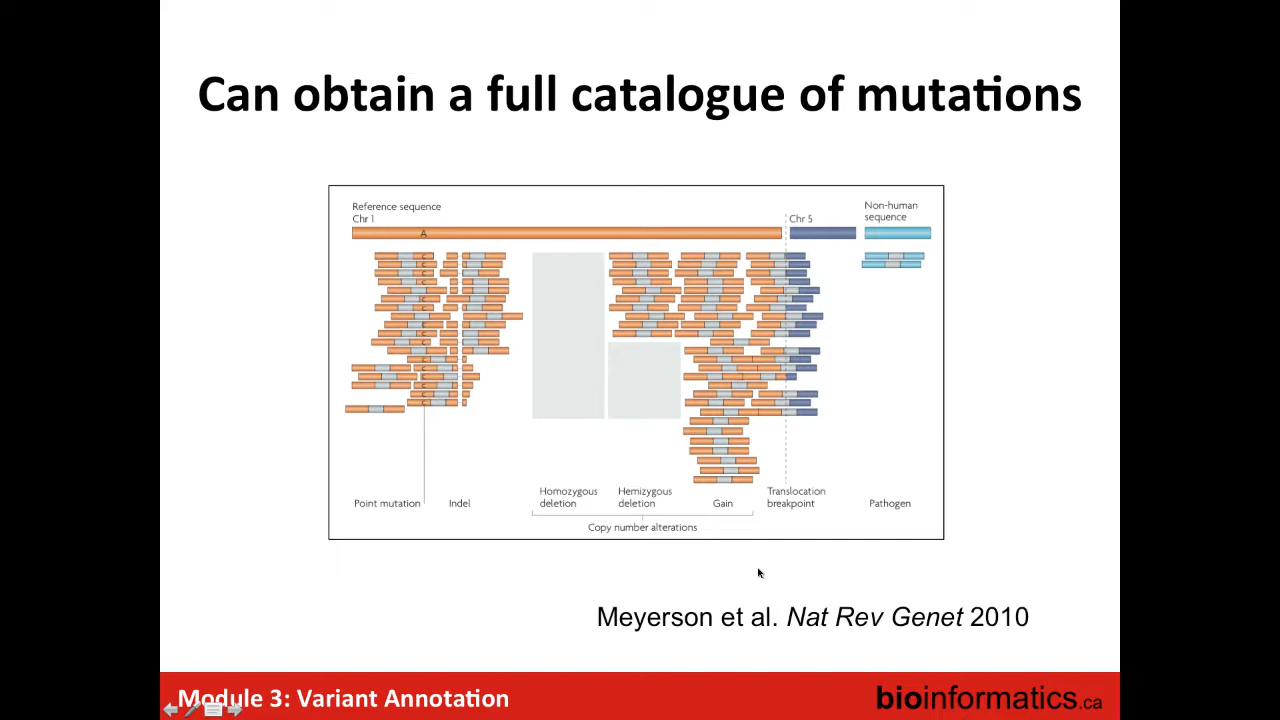 Can obtain a full catalogue of mutations
Reference sequence
Chr 1
A
Chr 5
Non-human
sequence
Point mutation
Indel
Homozygous
deletion
Hemizygous
deletion
Gain
Translocation
breakpoint
Pathogen
Copy number alterations
Meyerson et al. Nat Rev Genet 2010
Module 3: Variant Annotation
bioinformatics.ca